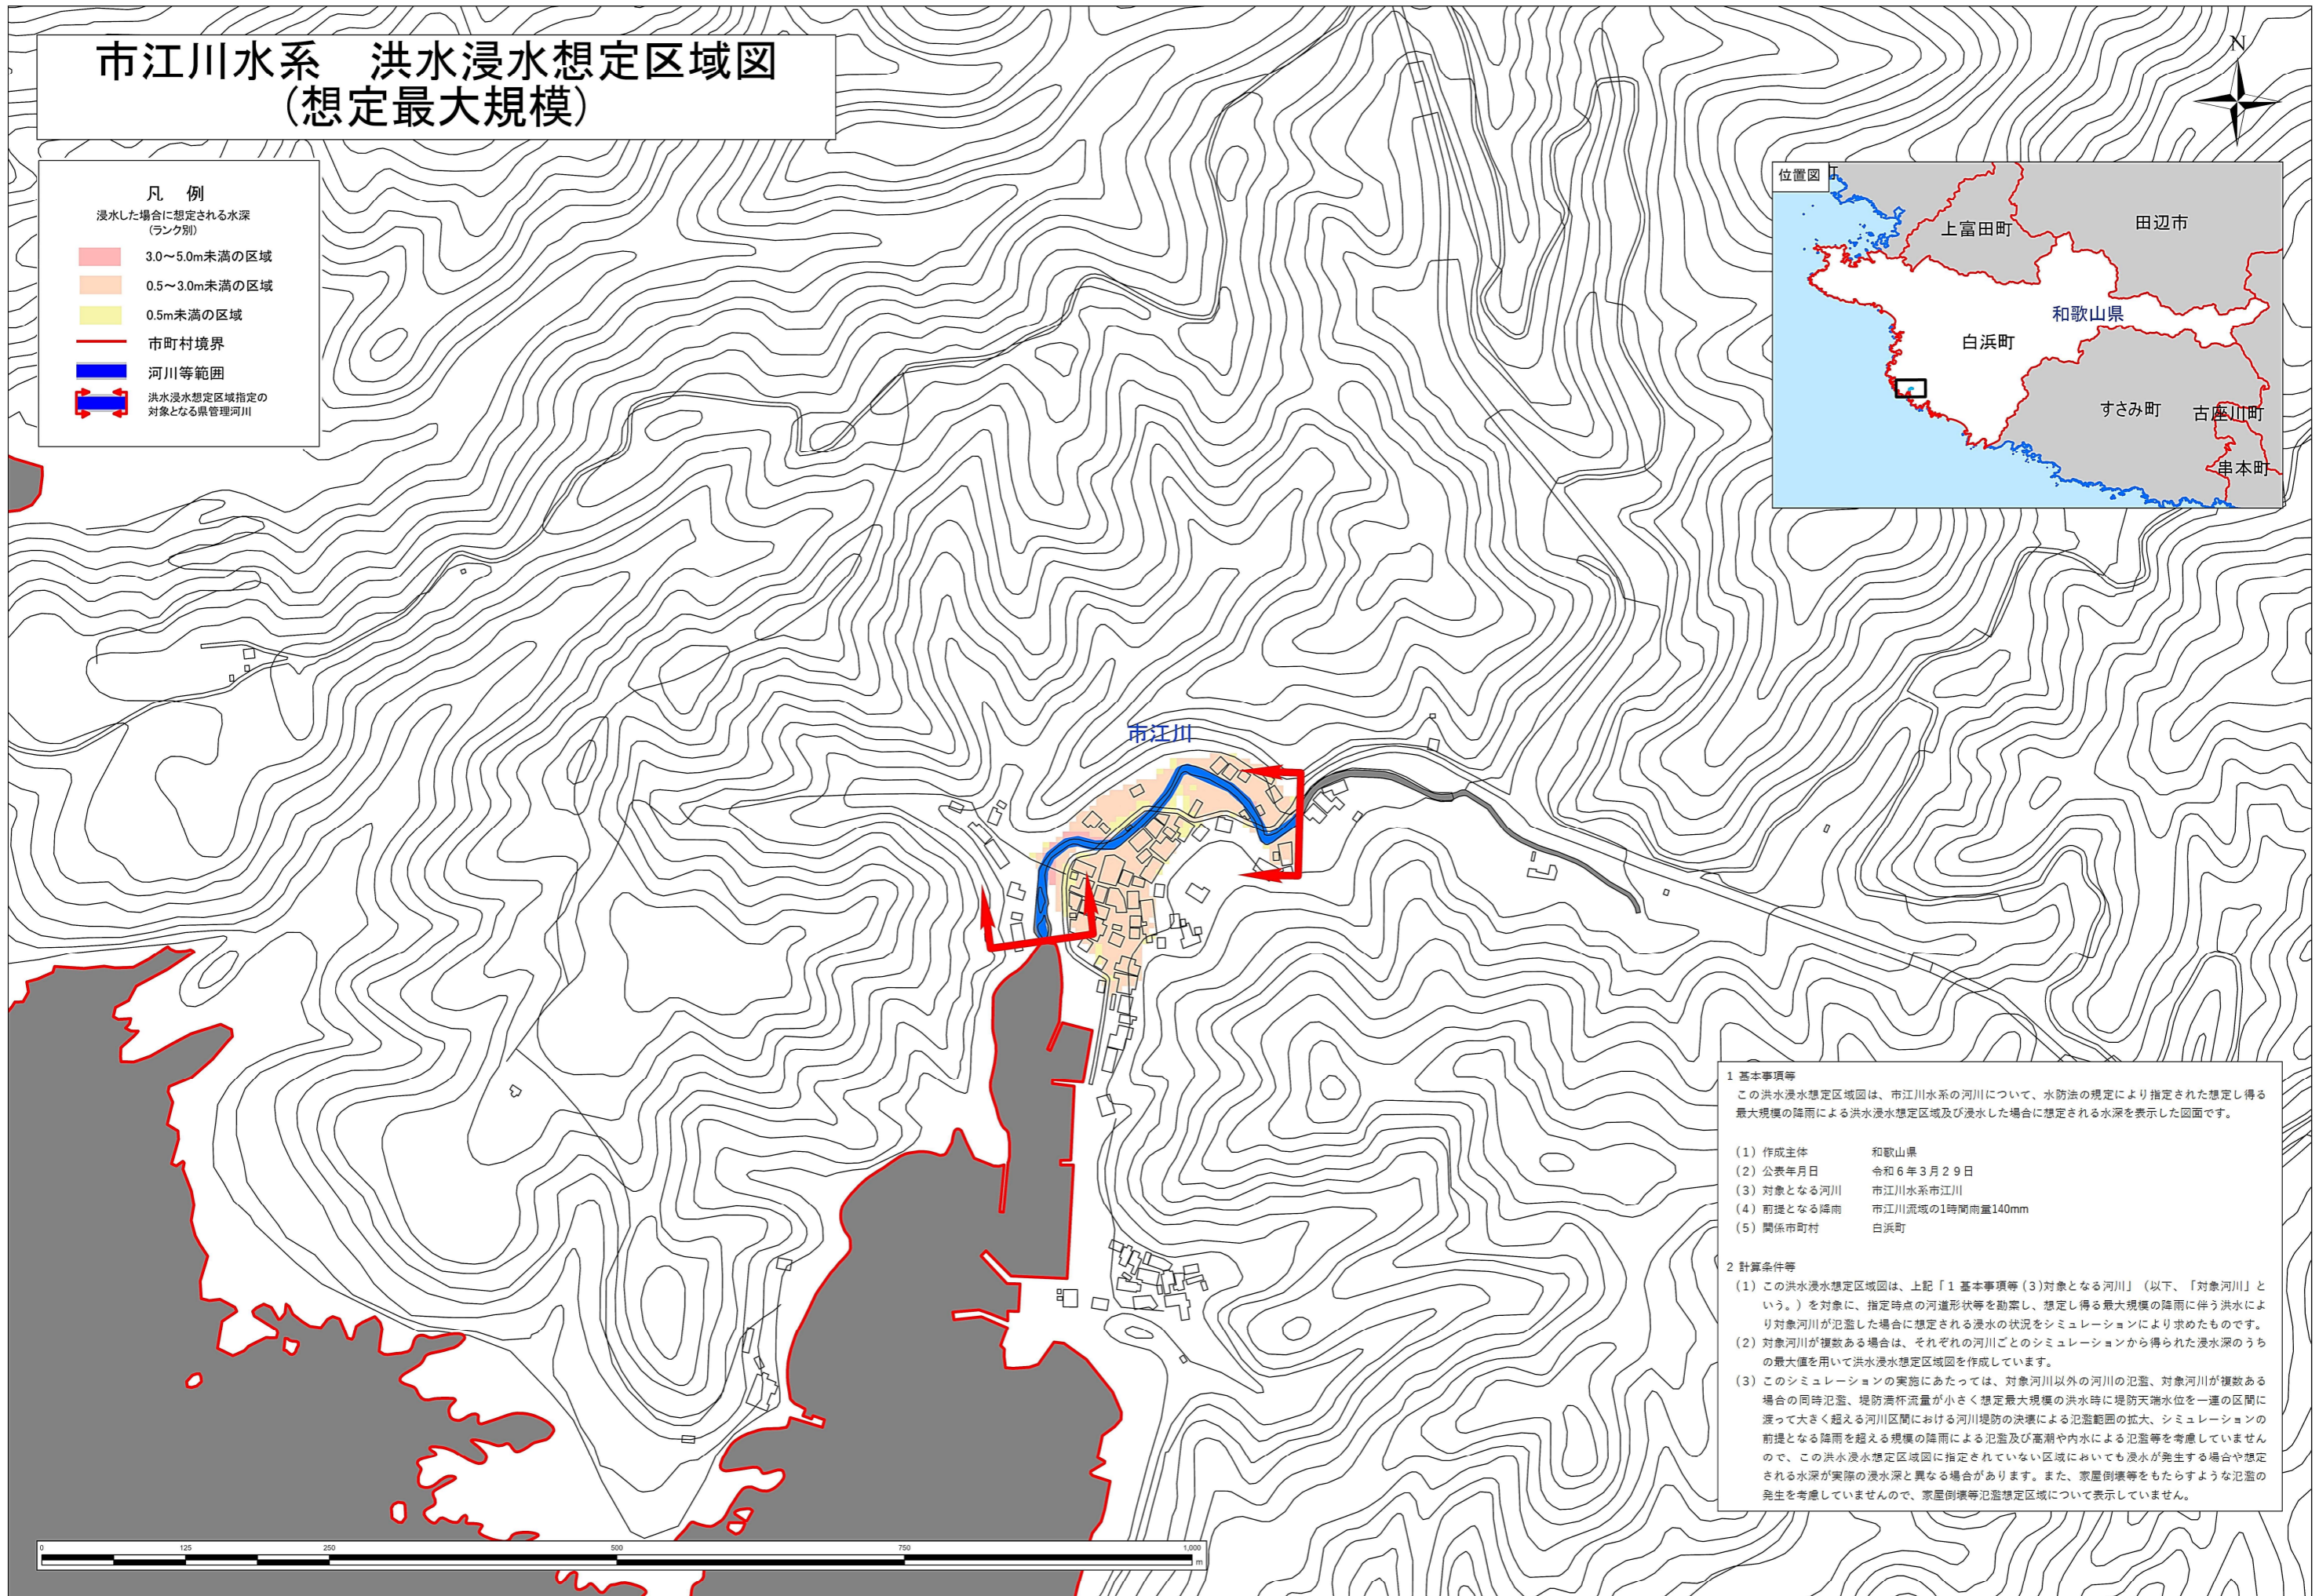 市江川水系　洪水浸水想定区域図
(想定最大規模)
凡　例
浸水した場合に想定される水深
(ランク別)
3.0～5.0m未満の区域
0.5～3.0m未満の区域
0.5m未満の区域
市町村境界
河川等範囲
洪水浸水想定区域指定の
対象となる県管理河川
N
位置図
町
上富田町
田辺市
和歌山県
白浜町
すさみ町
古座川町
串本町
市江川
1 基本事項等
この洪水浸水想定区域図は、市江川水系の河川について、水防法の規定により指定された想定し得る
最大規模の降雨による洪水浸水想定区域及び浸水した場合に想定される水深を表示した図面です。
(1) 作成主体　和歌山県
(2) 公表年月日　令和６年３月２９日
(3) 対象となる河川　市江川水系市江川
(4) 前提となる降雨　市江川流域の1時間雨量140mm
(5) 関係市町村　白浜町
2 計算条件等
(1) この洪水浸水想定区域図は、上記「１ 基本事項等(３)対象となる河川」（以下、「対象河川」と
いう。）を対象に、指定時点の河道形状等を勘案し、想定し得る最大規模の降雨に伴う洪水によ
り対象河川が氾濫した場合に想定される浸水の状況をシミュレーションにより求めたものです。
(2) 対象河川が複数ある場合は、それぞれの河川ごとのシミュレーションから得られた浸水深のうち
の最大値を用いて洪水浸水想定区域図を作成しています。
(3) このシミュレーションの実施にあたっては、対象河川以外の河川の氾濫、対象河川が複数ある
場合の同時氾濫、堤防満杯流量が小さく想定最大規模の洪水時に堤防天端水位を一連の区間に
渡って大きく超える河川区間における河川堤防の決壊による氾濫範囲の拡大、シミュレーションの
前提となる降雨を超える規模の降雨による氾濫及び高潮や内水による氾濫等を考慮していません
ので、この洪水浸水想定区域図に指定されていない区域においても浸水が発生する場合や想定
される水深が実際の浸水深と異なる場合があります。また、家屋倒壊等をもたらすような氾濫の
発生を考慮していませんので、家屋倒壊等氾濫想定区域について表示していません。
0 125 250 500 750 1,000
m